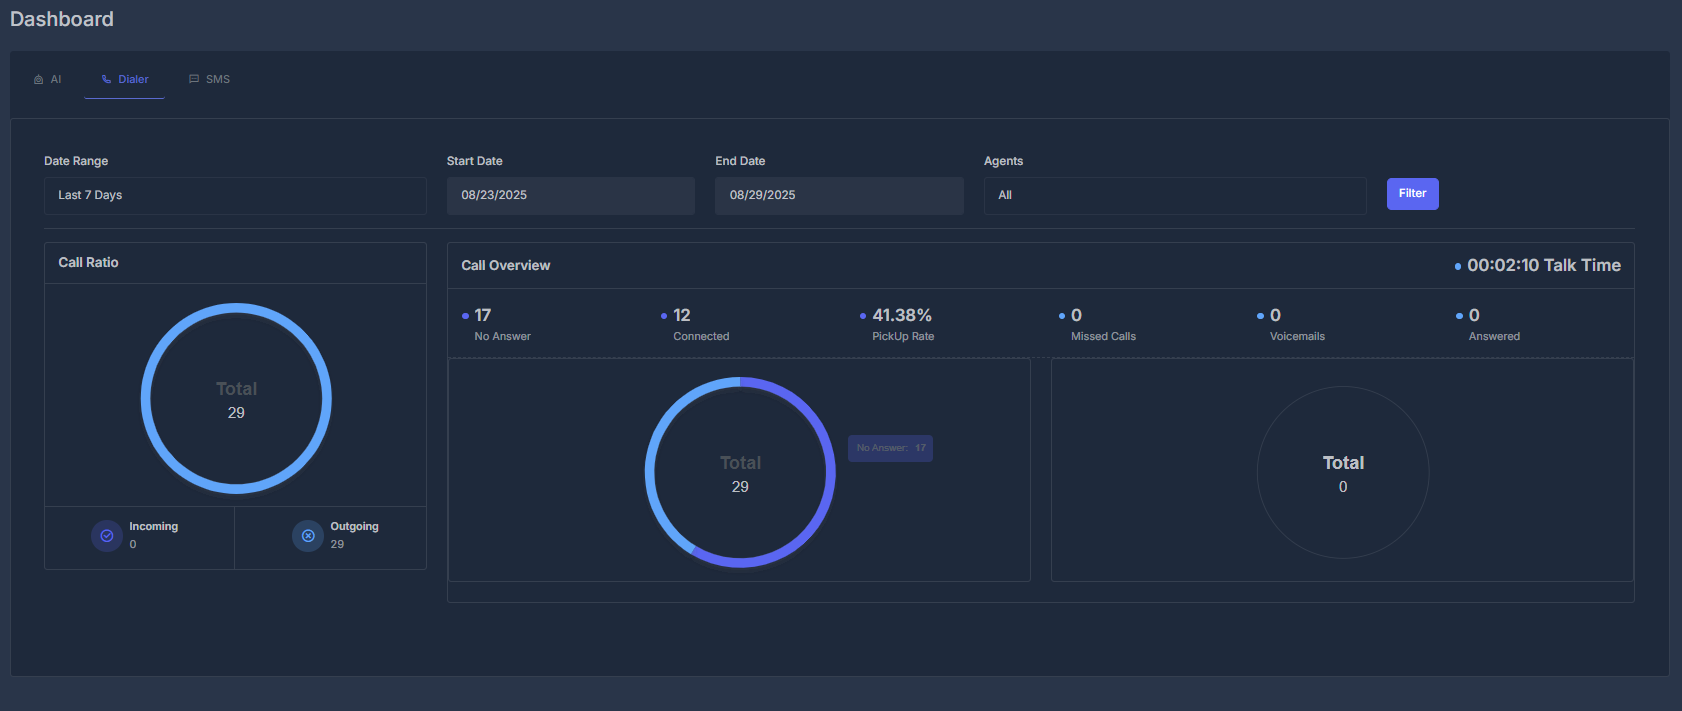 Dashboard
AI Dialer SMS
Date Range Start Date End Date Agents
Last 7 Days 08/23/2025 08/29/2025 All Filter
Call Ratio
Total
29
Incoming
0
Outgoing
29
Call Overview 00:02:10 Talk Time
17
No Answer
12
Connected
41.38%
PickUp Rate
0
Missed Calls
0
Voicemails
0
Answered
Total
29
No Answer: 17
Total
0